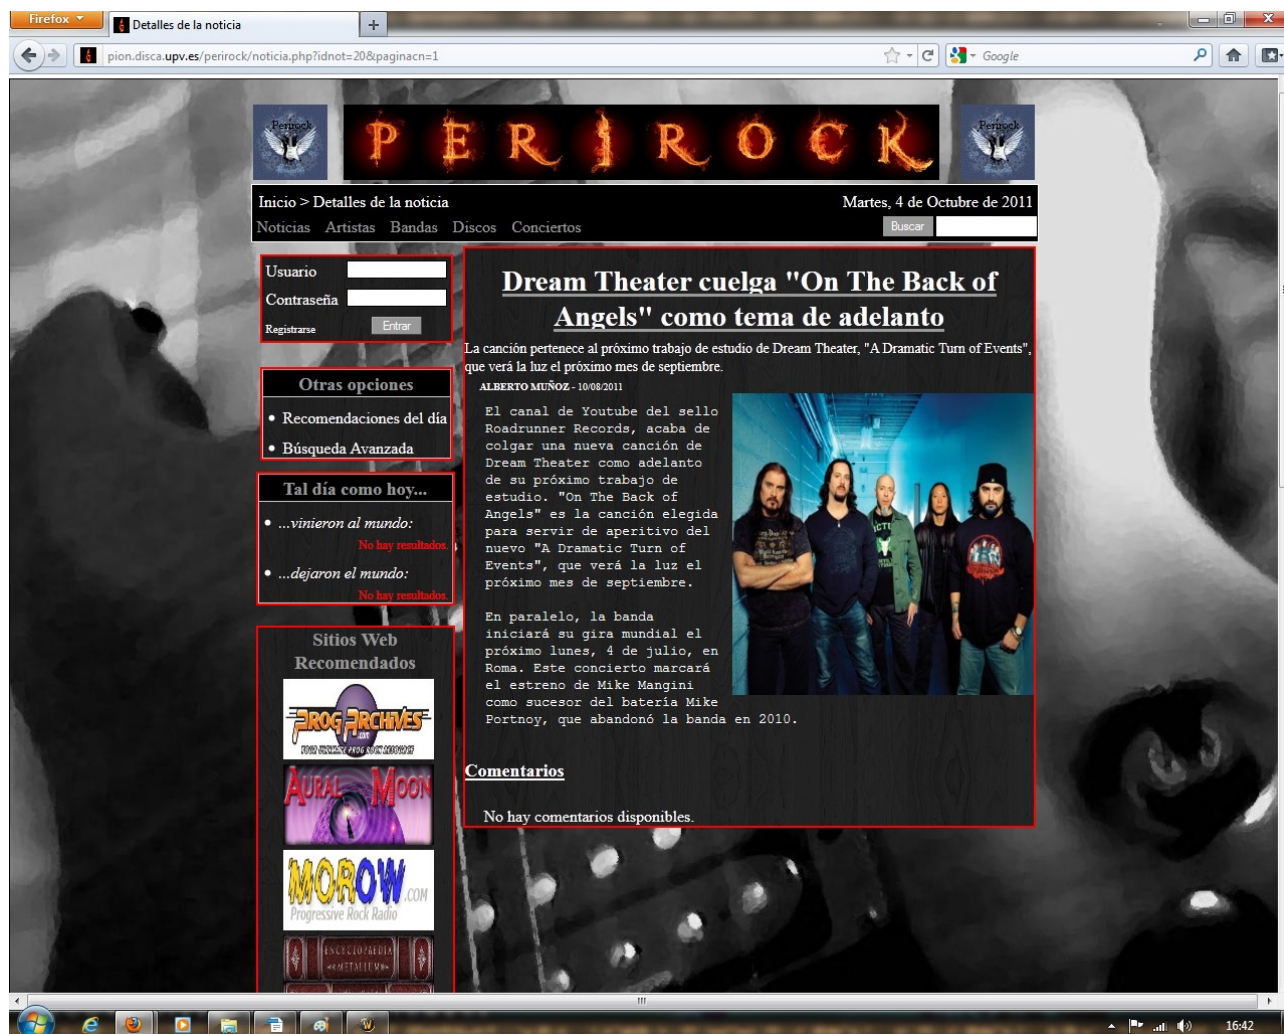 Firefox
Detalles de la noticia
pion.disca.upv.es/perirock/noticia.php?idnot=20&paginacn=1
Google
Perirock
PERIROCK
Perirock
Inicio > Detalles de la noticia
Martes, 4 de Octubre de 2011
Noticias Artistas Bandas Discos Conciertos
Buscar
Usuario
Contraseña
Registrarse
Entrar
Otras opciones
Recomendaciones del día
Búsqueda Avanzada
Tal día como hoy...
...vinieron al mundo:
No hay resultados.
...dejaron el mundo:
No hay resultados.
Sitios Web
Recomendados
PROG ARCHIVES
.com
YOUR ULTIMATE PROG ROCK RESOURCE
AURAL MOON
MOROW.COM
Progressive Rock Radio
ENCYCLOPAEDIA
METALLUM
Dream Theater cuelga "On The Back of
Angels" como tema de adelanto
La canción pertenece al próximo trabajo de estudio de Dream Theater, "A Dramatic Turn of Events",
que verá la luz el próximo mes de septiembre.
ALBERTO MUÑOZ - 10/08/2011
El canal de Youtube del sello
Roadrunner Records, acaba de
colgar una nueva canción de
Dream Theater como adelanto
de su próximo trabajo de
estudio. "On The Back of
Angels" es la canción elegida
para servir de aperitivo del
nuevo "A Dramatic Turn of
Events", que verá la luz el
próximo mes de septiembre.
En paralelo, la banda
iniciará su gira mundial el
próximo lunes, 4 de julio, en
Roma. Este concierto marcará
el estreno de Mike Mangini
como sucesor del batería Mike
Portnoy, que abandonó la banda en 2010.
Comentarios
No hay comentarios disponibles.
16:42